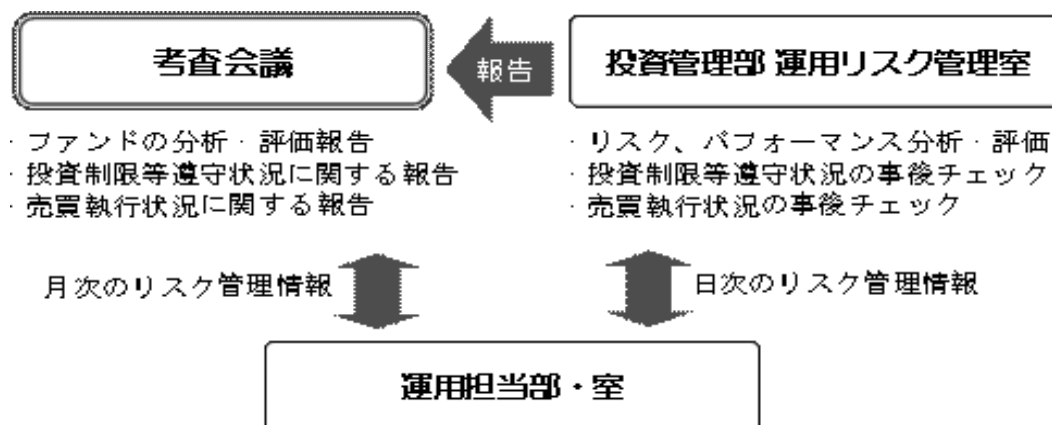 考査会議
報告
投資管理部 運用リスク管理室
· ファンドの分析 · 評価報告
· 投資制限等遵守状況に関する報告
· 売買執行状況に関する報告
· リスク、パフォーマンス分析 · 評価
· 投資制限等遵守状況の事後チェック
· 売買執行状況の事後チェック
月次のリスク管理情報
日次のリスク管理情報
運用担当部・室